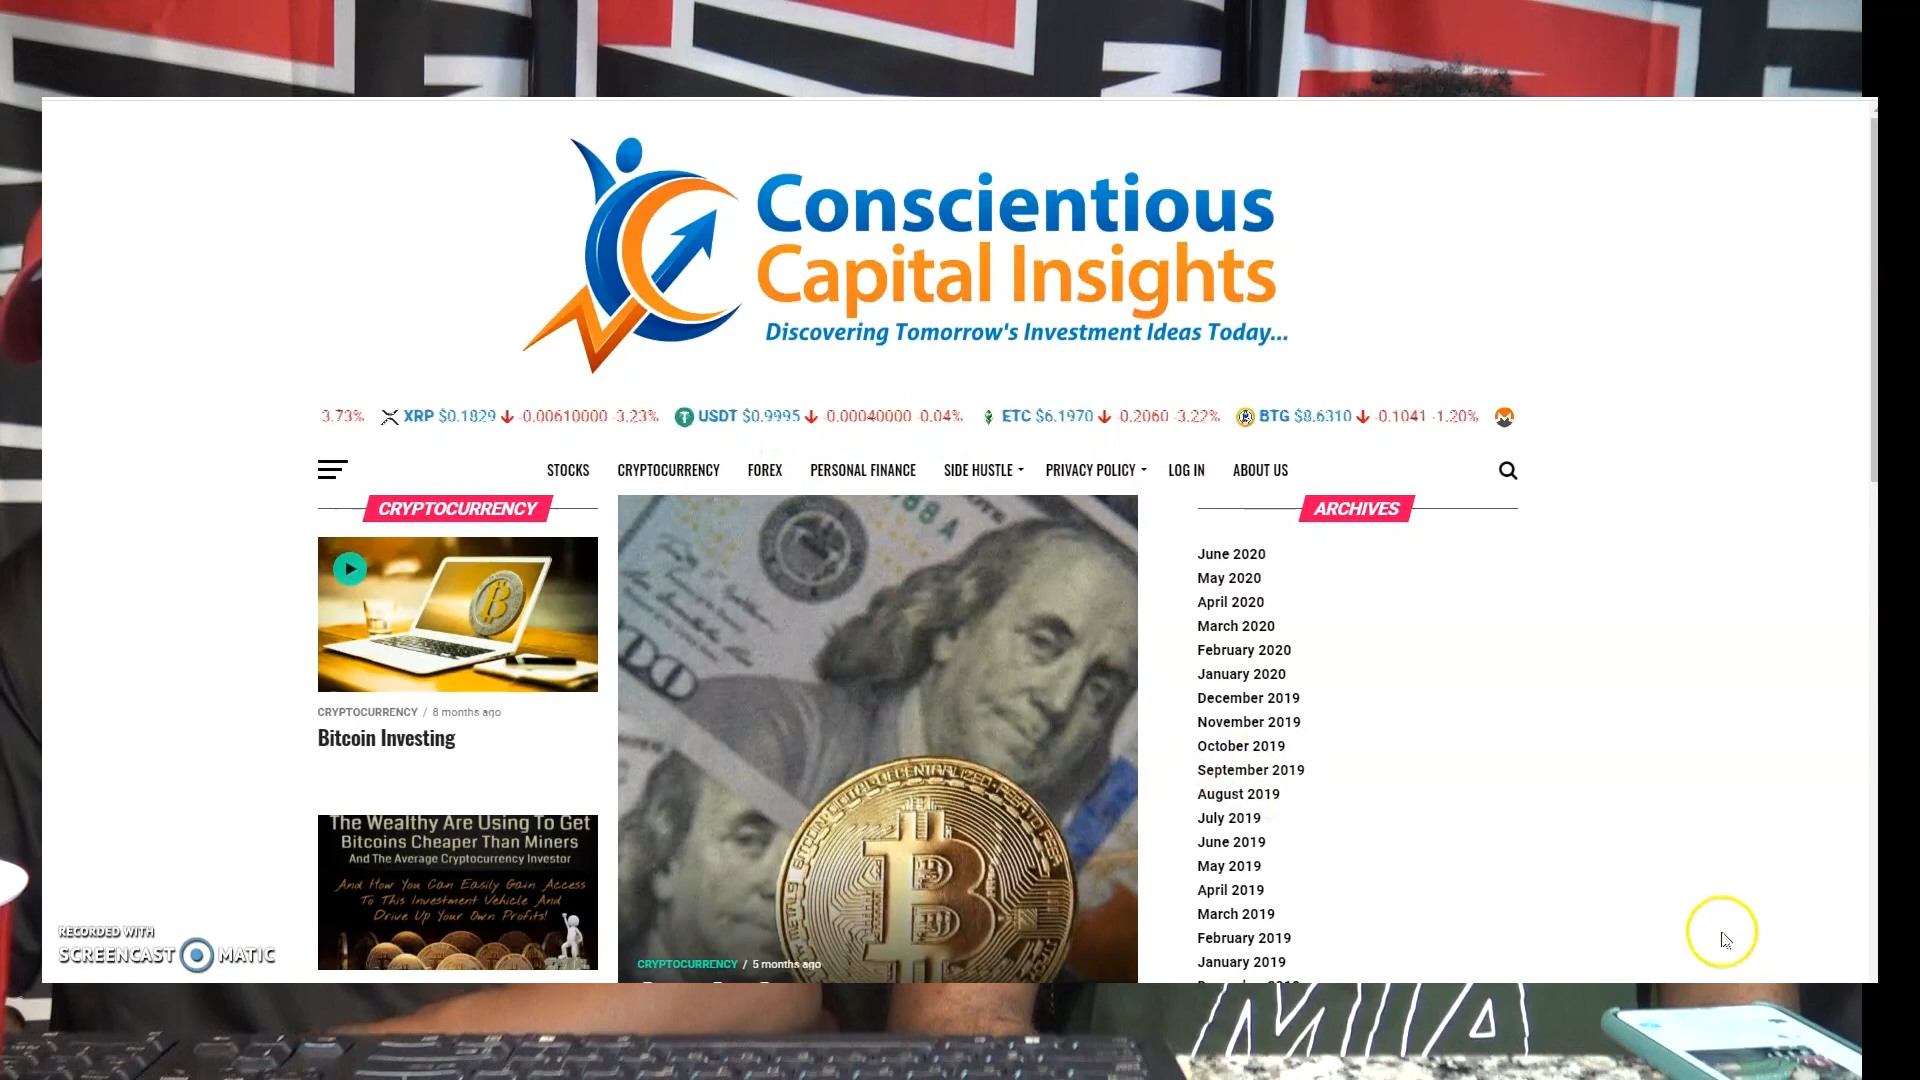 Conscientious
Capital Insights
Discovering Tomorrow's Investment Ideas Today...
3.73% XRP $0.1829 -0.00610000 -3.23% USDT $0.9995 -0.00040000 -0.04% ETC $6.1970 -0.2060 -3.22% BTG $8.6310 -0.1041 -1.20%
STOCKS CRYPTOCURRENCY FOREX PERSONAL FINANCE SIDE HUSTLE PRIVACY POLICY LOG IN ABOUT US
CRYPTOCURRENCY
CRYPTOCURRENCY / 8 months ago
Bitcoin Investing
The Wealthy Are Using To Get
Bitcoins Cheaper Than Miners
And The Average Cryptocurrency Investor
And How You Can Easily Gain Access
To This Investment Vehicle And
Drive Up Your Own Profits!
CRYPTOCURRENCY / 5 months ago
ARCHIVES
June 2020
May 2020
April 2020
March 2020
February 2020
January 2020
December 2019
November 2019
October 2019
September 2019
August 2019
July 2019
June 2019
May 2019
April 2019
March 2019
February 2019
January 2019
RECORDED WITH
SCREENCAST MATIC
MIA